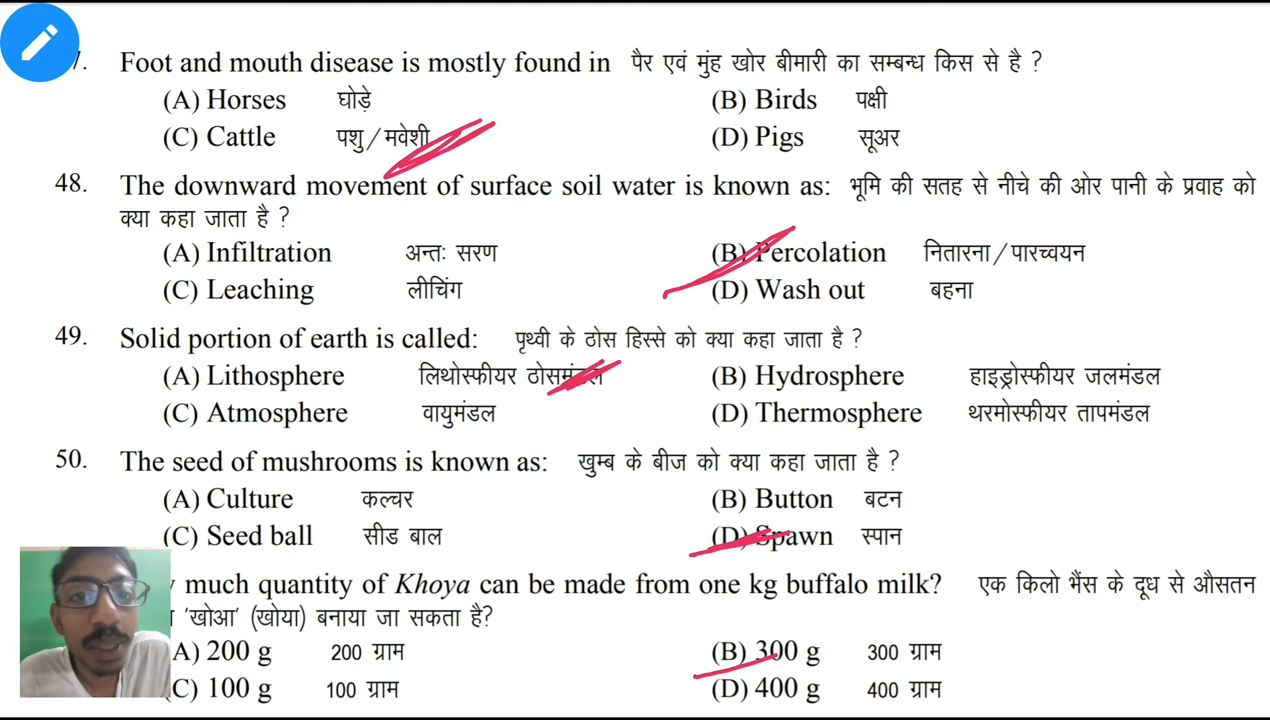 7. Foot and mouth disease is mostly found in पैर एवं मुंह खोर बीमारी का सम्बन्ध किस से है ?
(A) Horses घोड़े (B) Birds पक्षी
(C) Cattle पशु/मवेशी (D) Pigs सूअर
48. The downward movement of surface soil water is known as: भूमि की सतह से नीचे की ओर पानी के प्रवाह को
क्या कहा जाता है ?
(A) Infiltration अन्तः सरण (B) Percolation नितारना/पारच्वयन
(C) Leaching लीचिंग (D) Wash out बहना
49. Solid portion of earth is called: पृथ्वी के ठोस हिस्से को क्या कहा जाता है ?
(A) Lithosphere लिथोस्फीयर ठोसमंडल (B) Hydrosphere हाइड्रोस्फीयर जलमंडल
(C) Atmosphere वायुमंडल (D) Thermosphere थरमोस्फीयर तापमंडल
50. The seed of mushrooms is known as: खुम्ब के बीज को क्या कहा जाता है ?
(A) Culture कल्चर (B) Button बटन
(C) Seed ball सीड बाल (D) Spawn स्पान
much quantity of Khoya can be made from one kg buffalo milk? एक किलो भैंस के दूध से औसतन
'खोआ' (खोया) बनाया जा सकता है?
A) 200 g 200 ग्राम (B) 300 g 300 ग्राम
C) 100 g 100 ग्राम (D) 400 g 400 ग्राम